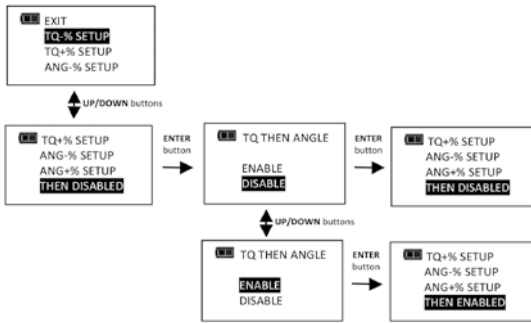 EXIT
TQ-% SETUP
TQ+% SETUP
ANG-% SETUP
UP/DOWN buttons
TQ+% SETUP
ANG-% SETUP
ANG+% SETUP
THEN DISABLED
ENTER
button
TQ THEN ANGLE
ENABLE
DISABLE
ENTER
button
TQ+% SETUP
ANG-% SETUP
ANG+% SETUP
THEN DISABLED
UP/DOWN buttons
TQ THEN ANGLE
ENABLE
DISABLE
ENTER
button
TQ+% SETUP
ANG-% SETUP
ANG+% SETUP
THEN ENABLED